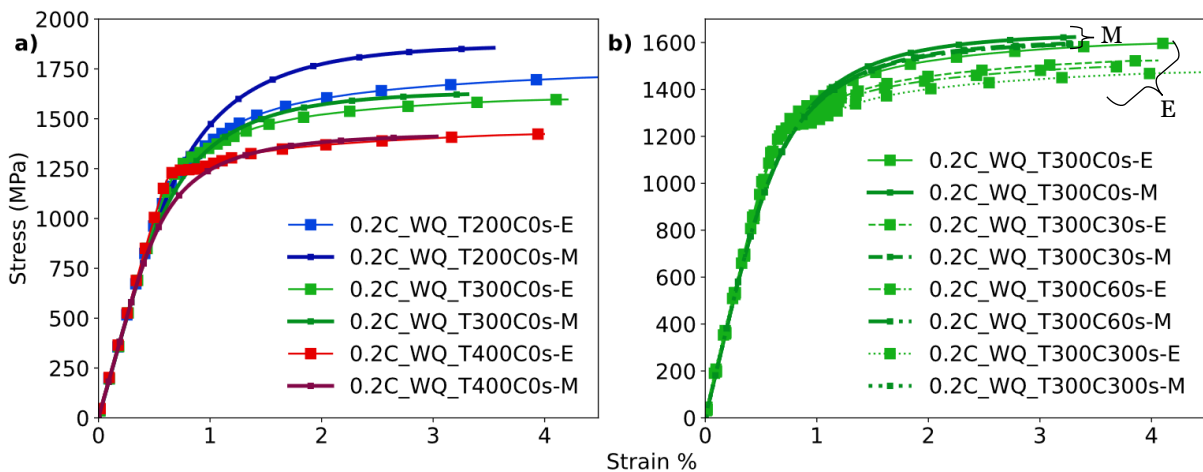 a)
2000
1750
1500
1250
1000
750
500
250
0
Stress (MPa)
0 1 2 3 4
0.2C_WQ_T200C0s-E
0.2C_WQ_T200C0s-M
0.2C_WQ_T300C0s-E
0.2C_WQ_T300C0s-M
0.2C_WQ_T400C0s-E
0.2C_WQ_T400C0s-M
b)
1600
1400
1200
1000
800
600
400
200
0
0 1 2 3 4
M
E
0.2C_WQ_T300C0s-E
0.2C_WQ_T300C0s-M
0.2C_WQ_T300C30s-E
0.2C_WQ_T300C30s-M
0.2C_WQ_T300C60s-E
0.2C_WQ_T300C60s-M
0.2C_WQ_T300C300s-E
0.2C_WQ_T300C300s-M
Strain %